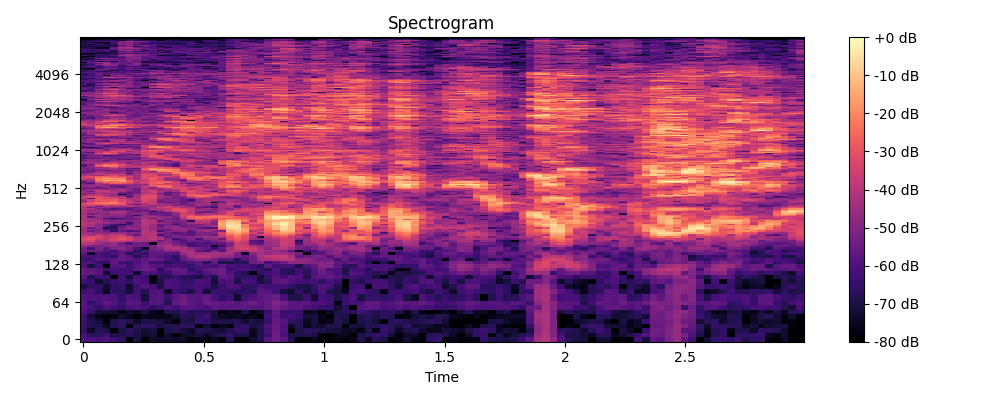 Spectrogram
Hz
4096
2048
1024
512
256
128
64
0
0
0.5
1
1.5
2
2.5
Time
+0 dB
-10 dB
-20 dB
-30 dB
-40 dB
-50 dB
-60 dB
-70 dB
-80 dB